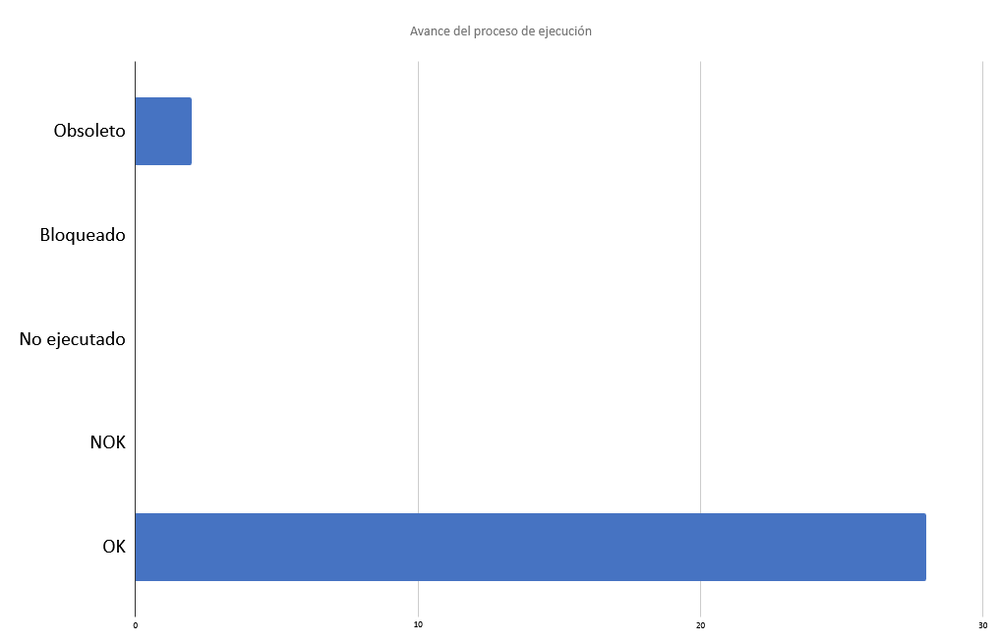 Avance del proceso de ejecución
Obsoleto
Bloqueado
No ejecutado
NOK
OK
0 10 20 30